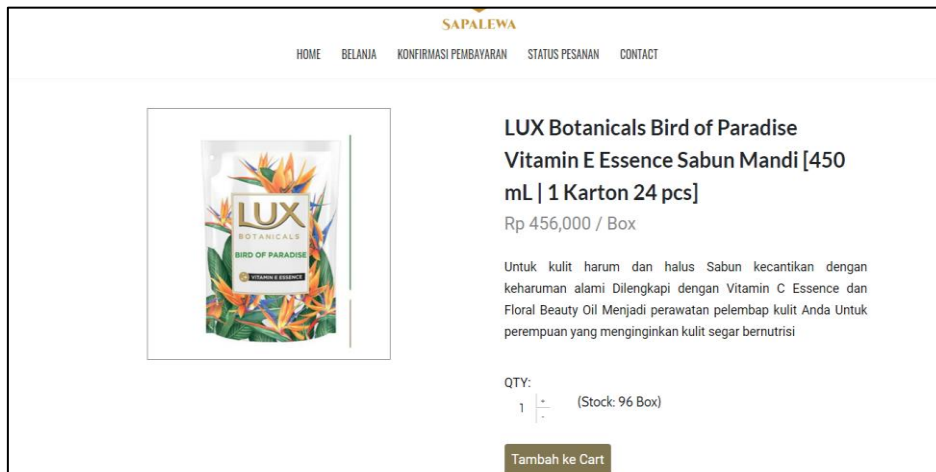 SAPALEWA
HOME BELANJA KONFIRMASI PEMBAYARAN STATUS PESANAN CONTACT
LUX
BOTANICALS
BIRD OF PARADISE
VITAMIN E ESSENCE
LUX Botanicals Bird of Paradise
Vitamin E Essence Sabun Mandi [450
mL | 1 Karton 24 pcs]
Rp 456,000 / Box
Untuk kulit harum dan halus Sabun kecantikan dengan
keharuman alami Dilengkapi dengan Vitamin C Essence dan
Floral Beauty Oil Menjadi perawatan pelembap kulit Anda Untuk
perempuan yang menginginkan kulit segar bernutrisi
QTY:
1 + - (Stock: 96 Box)
Tambah ke Cart